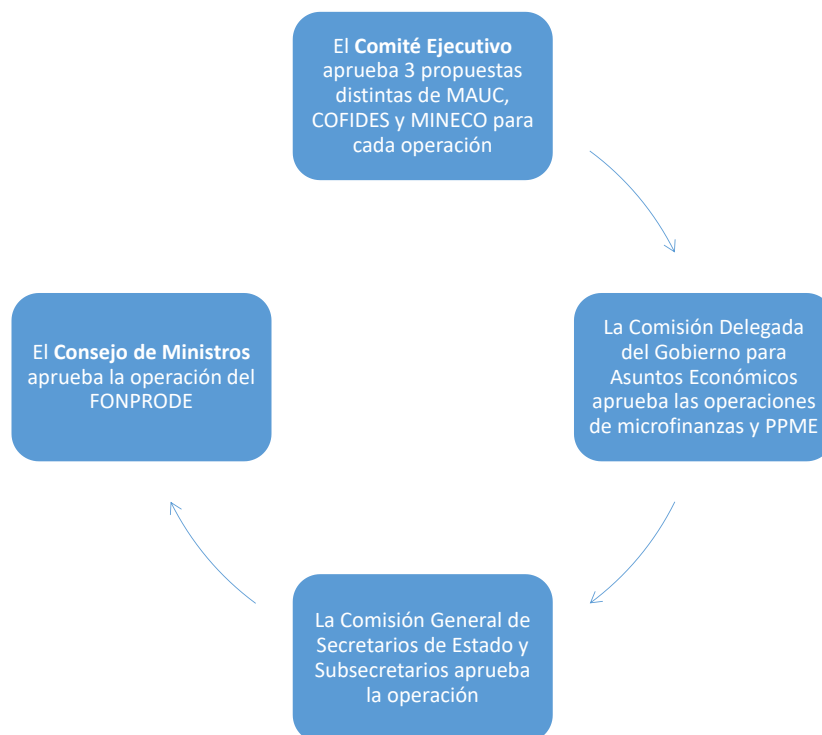 El Comité Ejecutivo
aprueba 3 propuestas
distintas de MAUC,
COFIDES y MINECO para
cada operación
La Comisión Delegada
del Gobierno para
Asuntos Económicos
aprueba las operaciones
de microfinanzas y PPME
La Comisión General de
Secretarios de Estado y
Subsecretarios aprueba
la operación
El Consejo de Ministros
aprueba la operación del
FONPRODE